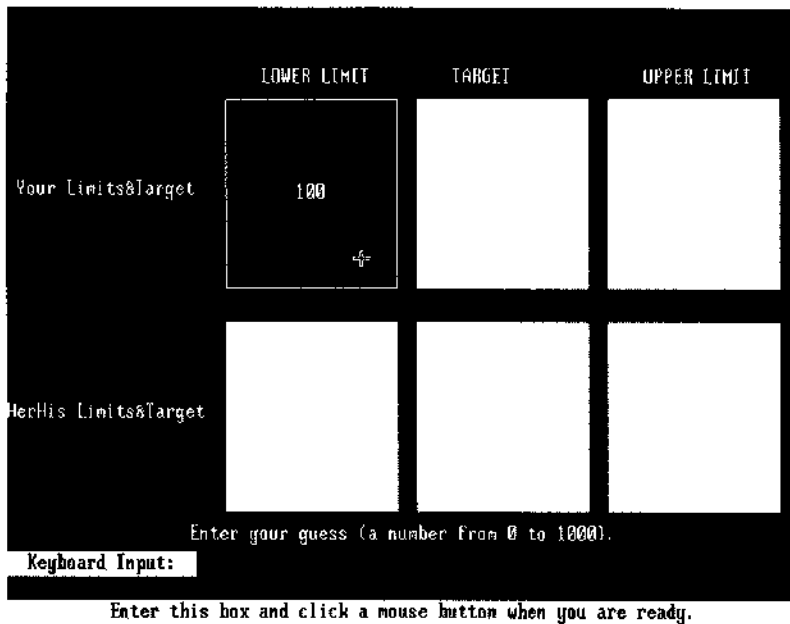 LOWER LIMIT TARGET UPPER LIMIT
Your Limits&Target 100
HerHis Limits&Target
Enter your guess (a number from 0 to 1000).
Keyboard Input:
Enter this box and click a mouse button when you are ready.